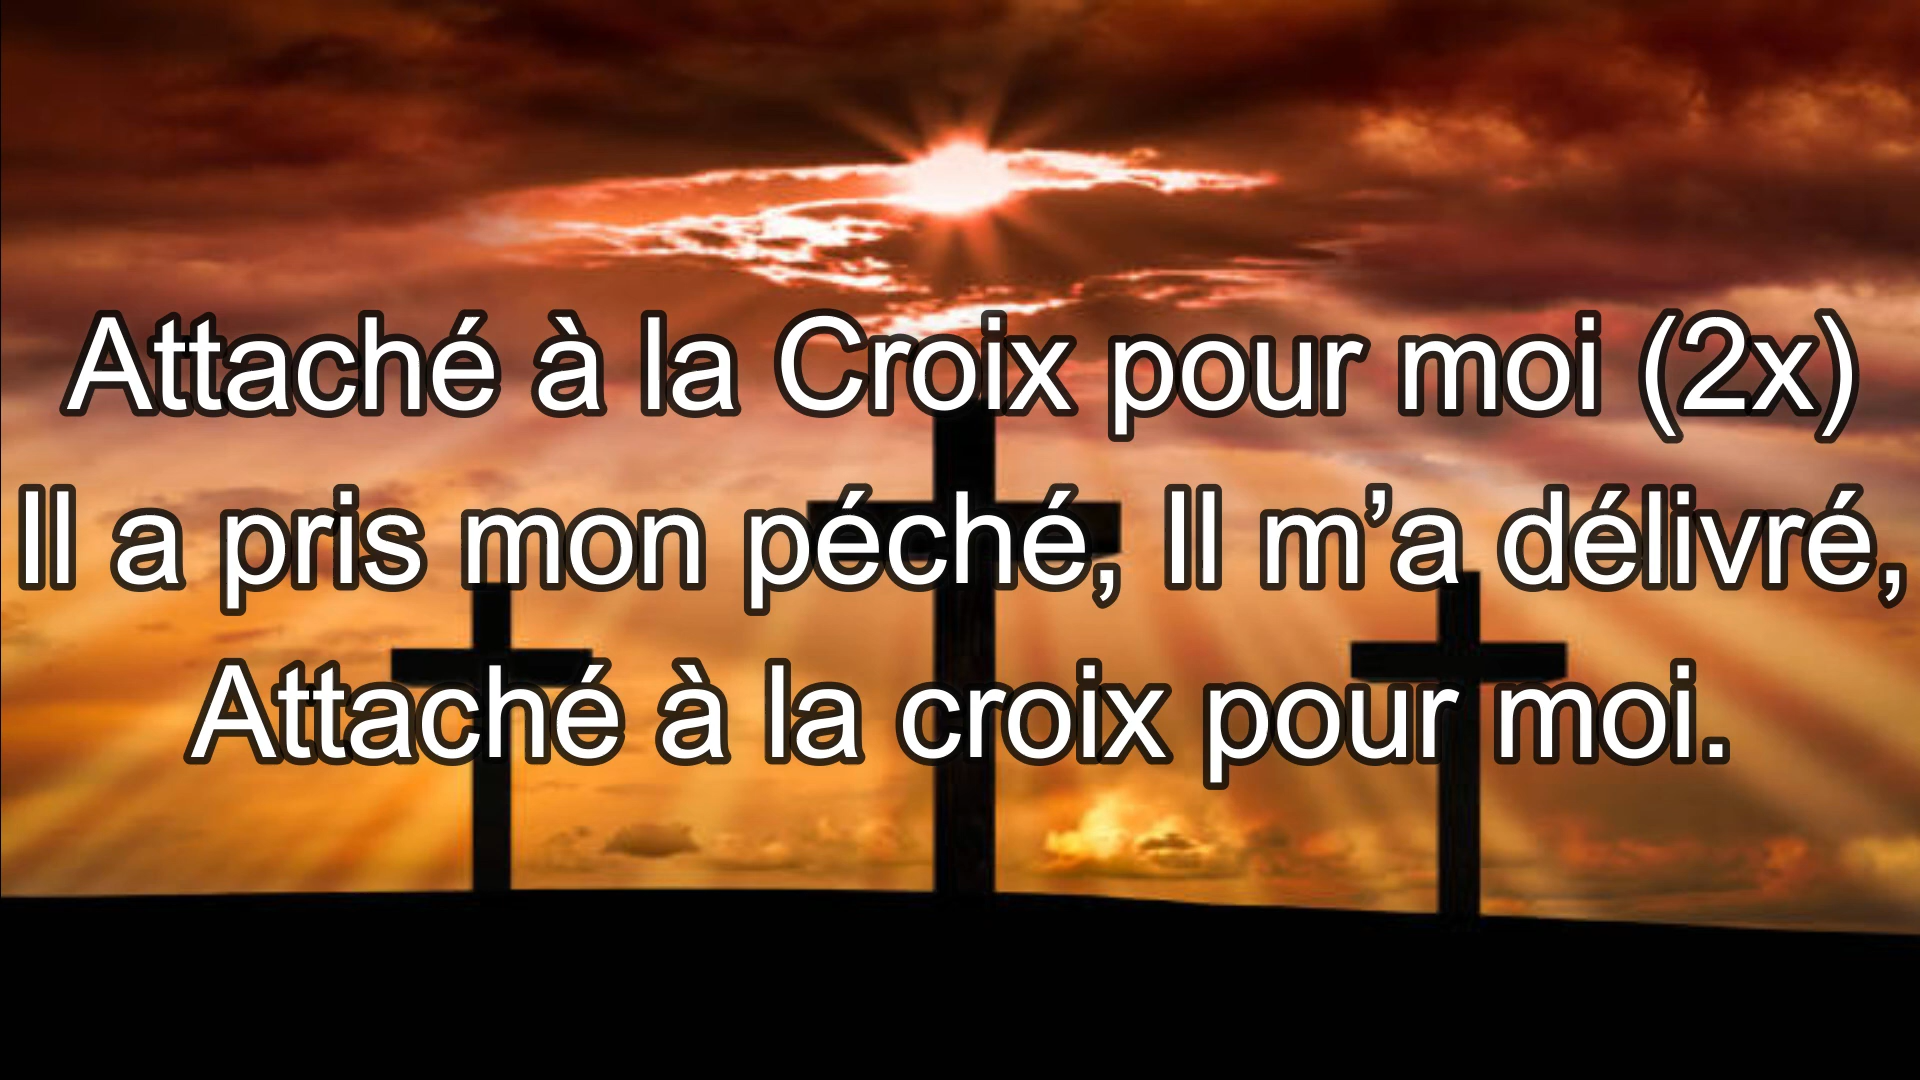 Attaché à la Croix pour moi (2x)
Il a pris mon péché, Il m’a délivré,
Attaché à la croix pour moi.